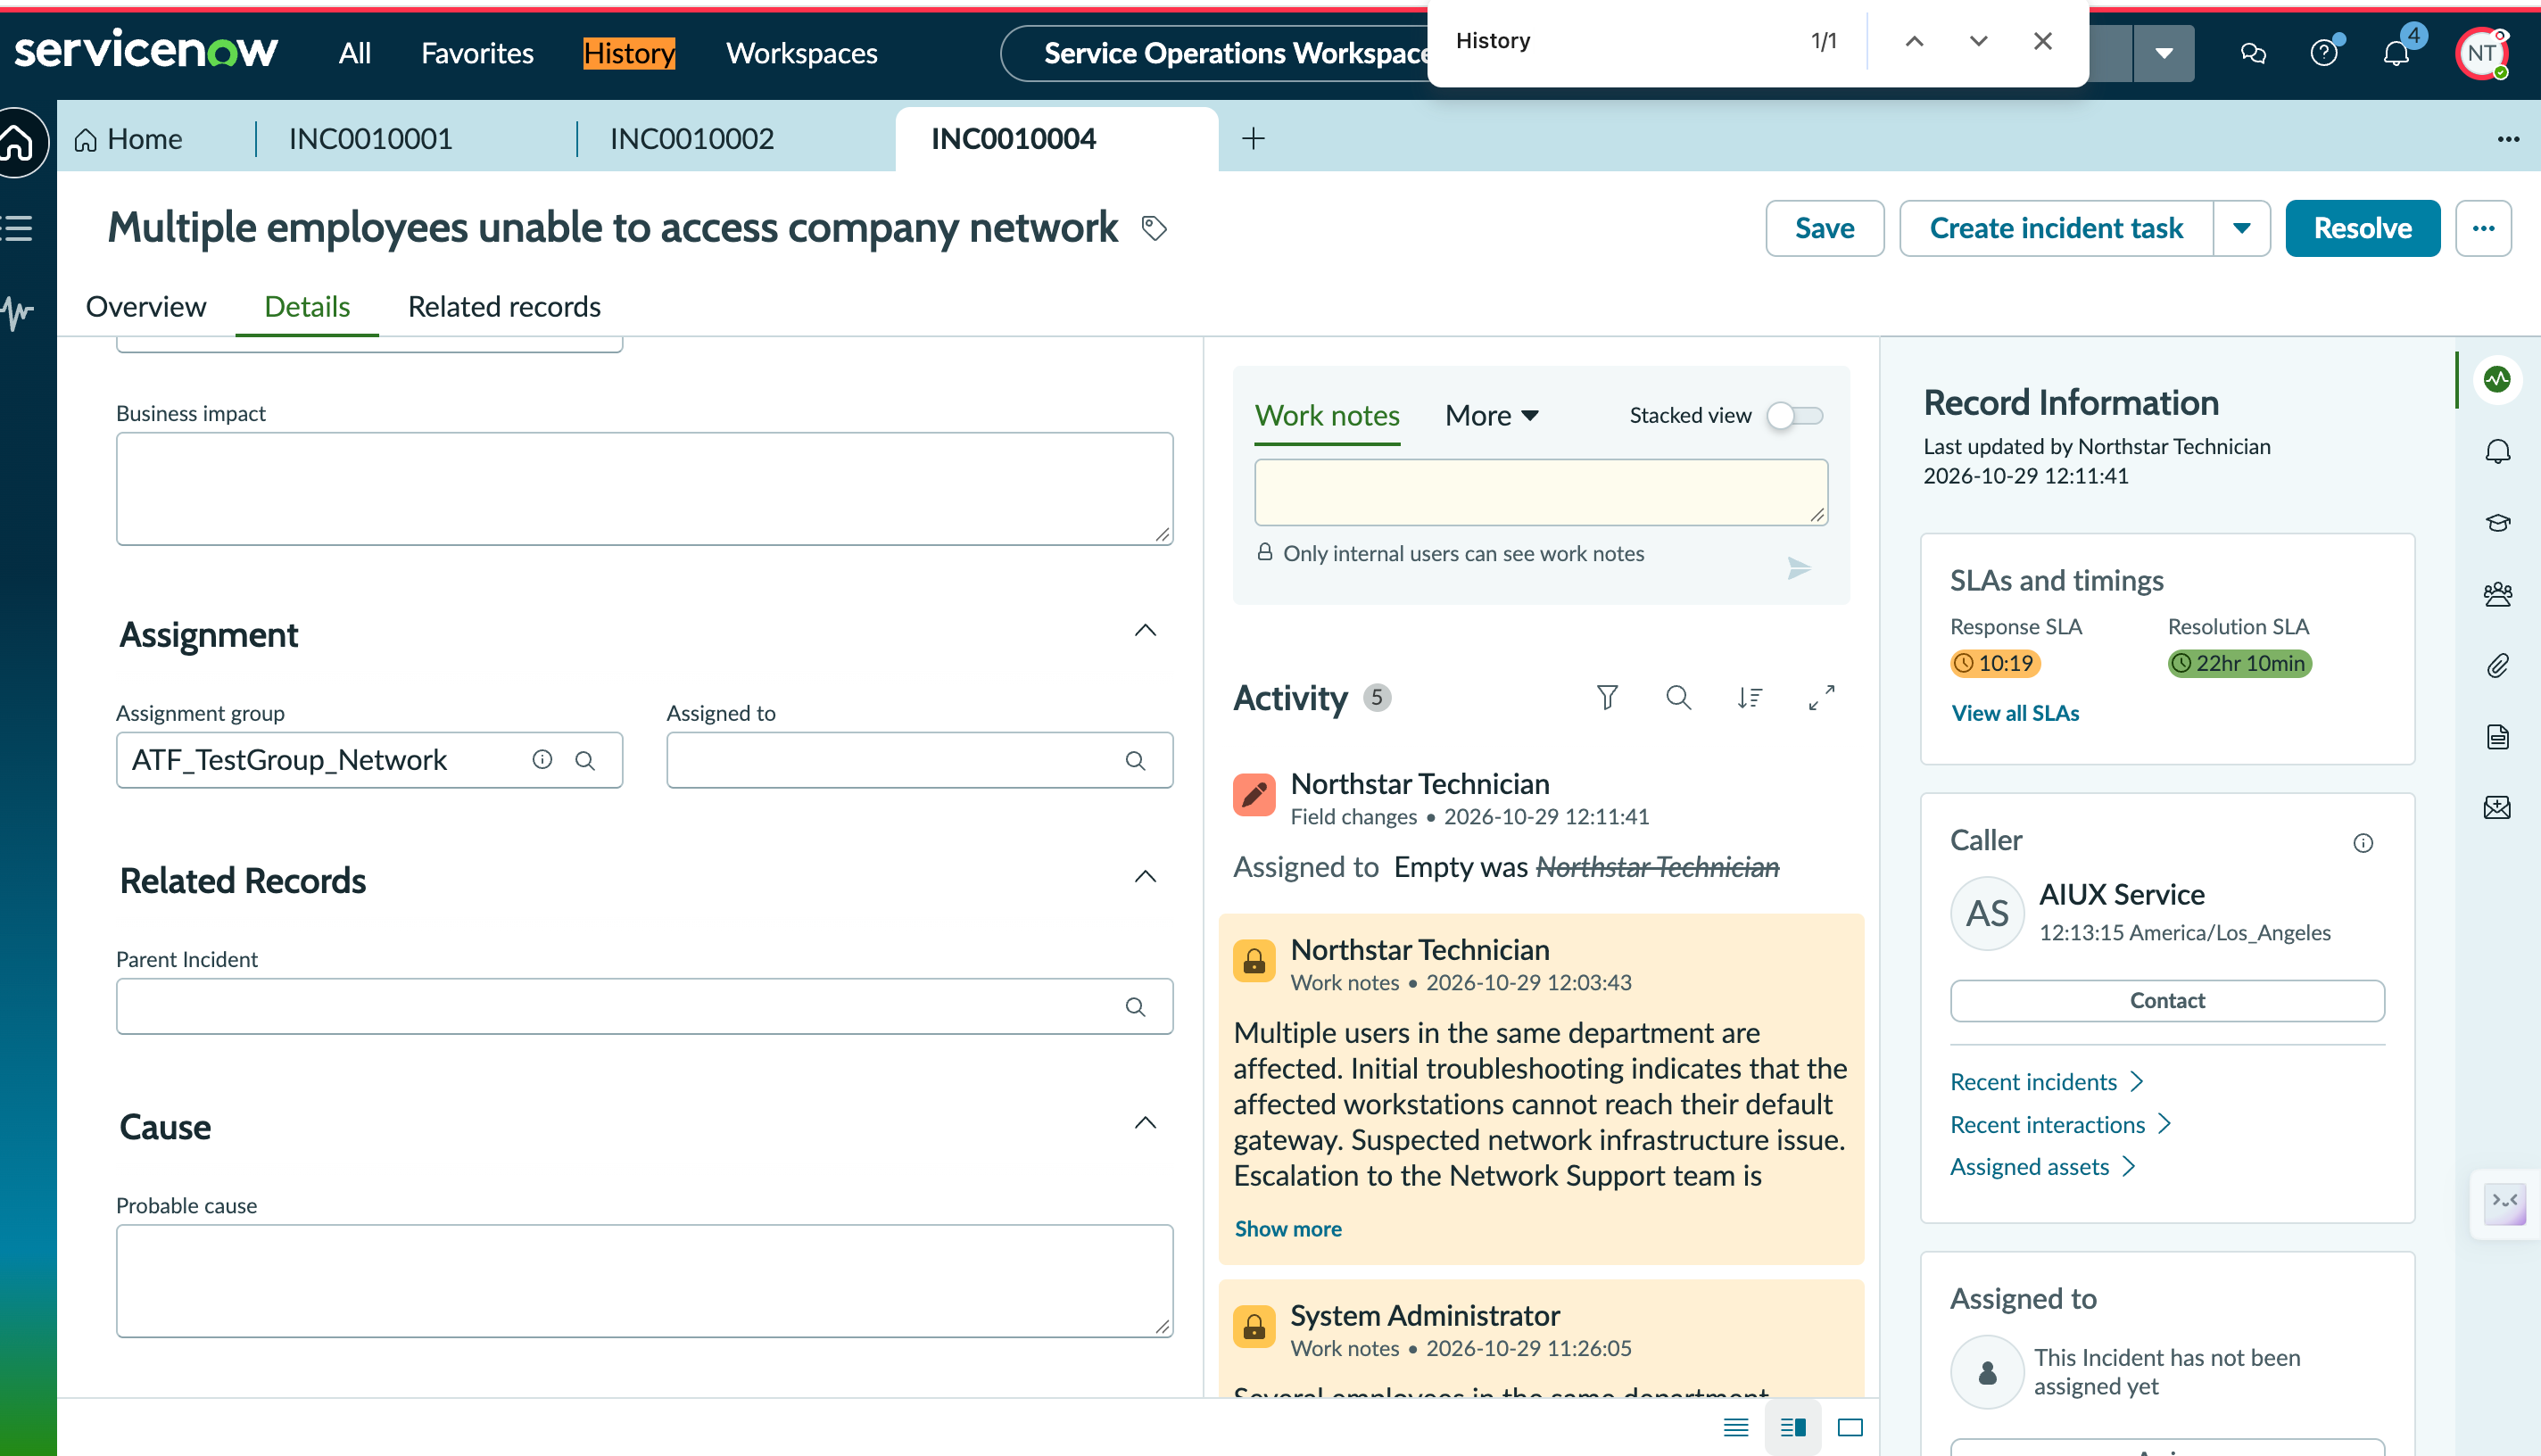 servicenow
All
Favorites
History
Workspaces
Service Operations Workspace
History
1/1
4
NT
Home
INC0010001
INC0010002
INC0010004
Multiple employees unable to access company network
Save
Create incident task
Resolve
Overview
Details
Related records
Business impact
Assignment
Assignment group
ATF_TestGroup_Network
Assigned to
Related Records
Parent Incident
Cause
Probable cause
Work notes
More
Stacked view
Only internal users can see work notes
Activity 5
Northstar Technician
Field changes • 2026-10-29 12:11:41
Assigned to Empty was Northstar Technician
Northstar Technician
Work notes • 2026-10-29 12:03:43
Multiple users in the same department are
affected. Initial troubleshooting indicates that the
affected workstations cannot reach their default
gateway. Suspected network infrastructure issue.
Escalation to the Network Support team is
Show more
System Administrator
Work notes • 2026-10-29 11:26:05
Several employees in the same department
Record Information
Last updated by Northstar Technician
2026-10-29 12:11:41
SLAs and timings
Response SLA
Resolution SLA
10:19
22hr 10min
View all SLAs
Caller
AS
AIUX Service
12:13:15 America/Los_Angeles
Contact
Recent incidents
Recent interactions
Assigned assets
Assigned to
This Incident has not been
assigned yet